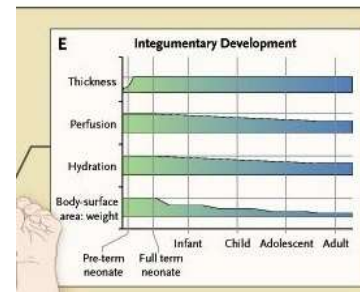 E Integumentary Development
Thickness
Perfusion
Hydration
Body-surface
area: weight
Infant Child Adolescent Adult
Pre-term
neonate
Full term
neonate